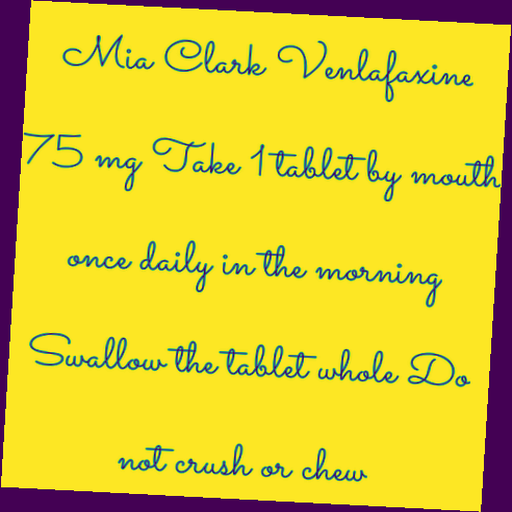 Mia Clark Venlafaxine
75 mg Take 1 tablet by mouth
once daily in the morning
Swallow the tablet whole Do
not crush or chew